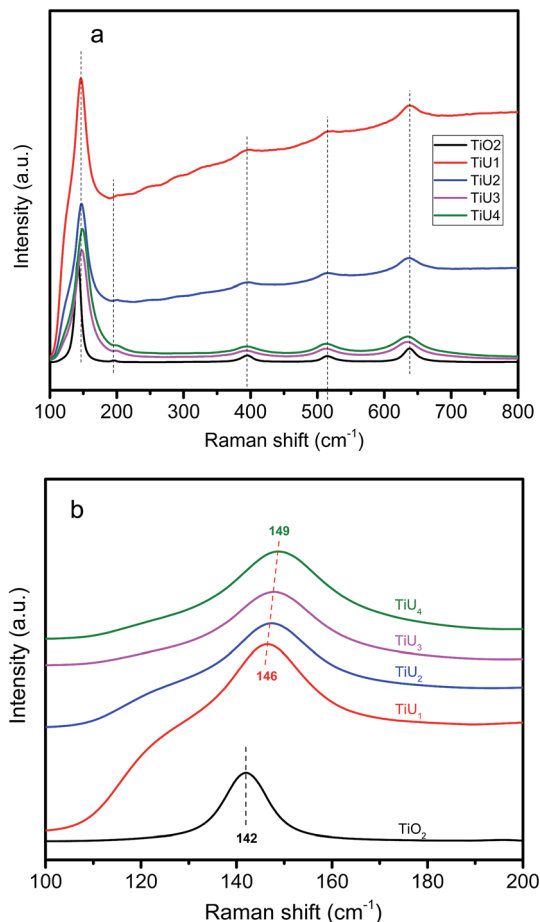 a
Intensity (a.u.)
TiO2
TiU1
TiU2
TiU3
TiU4
100 200 300 400 500 600 700 800
Raman shift (cm⁻¹)
b
Intensity (a.u.)
149
TiU₄
TiU₃
TiU₂
146
TiU₁
142
TiO₂
100 120 140 160 180 200
Raman shift (cm⁻¹)